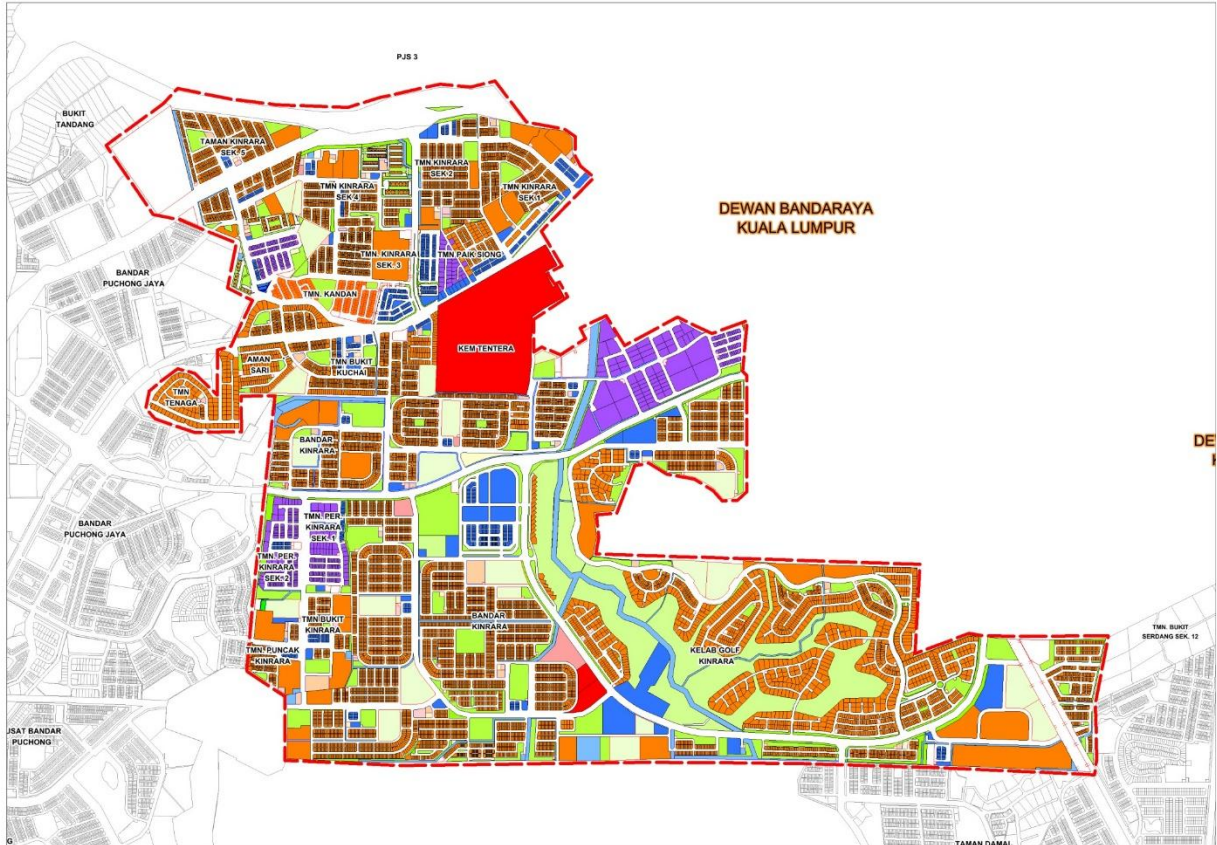 PJS 3
BUKIT
TANDANG
TAMAN KINRARA
SEK. 5
TMN KINRARA
SEK 2
TMN KINRARA
SEK 4
TMN KINRARA
SEK 1
DEWAN BANDARAYA
KUALA LUMPUR
TMN. KINRARA
SEK. 3
TMN PAIK SIONG
BANDAR
PUCHONG JAYA
TMN. KANDAN
KEM TENTERA
AMAN
SARI
TMN BUKIT
KUCHAI
TMN
TENAGA
BANDAR
KINRARA
DE
BANDAR
PUCHONG JAYA
TMN. PER.
KINRARA
SEK. 1
TMN. PER.
KINRARA
SEK. 2
TMN BUKIT
KINRARA
BANDAR
KINRARA
TMN. BUKIT
SERDANG SEK. 12
TMN. PUNCAK
KINRARA
KELAB GOLF
KINRARA
USAT BANDAR
PUCHONG
G
TAMAN DAMAI